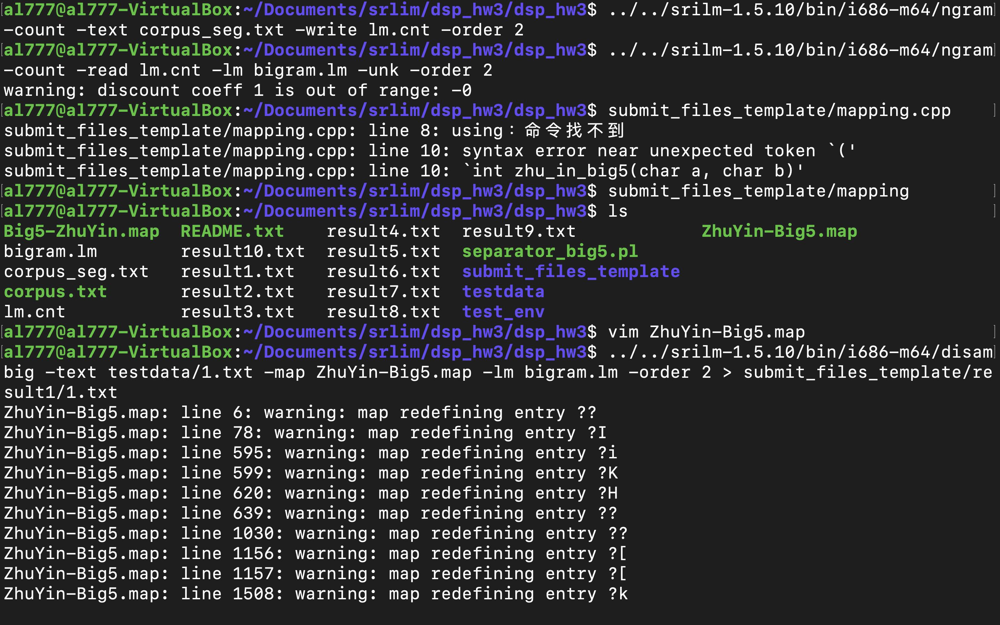 [al777@al777-VirtualBox:~/Documents/srlim/dsp_hw3/dsp_hw3$ ../../srilm-1.5.10/bin/i686-m64/ngram]
-count -text corpus_seg.txt -write lm.cnt -order 2
[al777@al777-VirtualBox:~/Documents/srlim/dsp_hw3/dsp_hw3$ ../../srilm-1.5.10/bin/i686-m64/ngram]
-count -read lm.cnt -lm bigram.lm -unk -order 2
warning: discount coeff 1 is out of range: -0
[al777@al777-VirtualBox:~/Documents/srlim/dsp_hw3/dsp_hw3$ submit_files_template/mapping.cpp ]
submit_files_template/mapping.cpp: line 8: using：命令找不到
submit_files_template/mapping.cpp: line 10: syntax error near unexpected token `('
submit_files_template/mapping.cpp: line 10: `int zhu_in_big5(char a, char b)'
[al777@al777-VirtualBox:~/Documents/srlim/dsp_hw3/dsp_hw3$ submit_files_template/mapping ]
[al777@al777-VirtualBox:~/Documents/srlim/dsp_hw3/dsp_hw3$ ls ]
Big5-ZhuYin.map README.txt result4.txt result9.txt ZhuYin-Big5.map
bigram.lm result10.txt result5.txt separator_big5.pl
corpus_seg.txt result1.txt result6.txt submit_files_template
corpus.txt result2.txt result7.txt testdata
lm.cnt result3.txt result8.txt test_env
[al777@al777-VirtualBox:~/Documents/srlim/dsp_hw3/dsp_hw3$ vim ZhuYin-Big5.map ]
[al777@al777-VirtualBox:~/Documents/srlim/dsp_hw3/dsp_hw3$ ../../srilm-1.5.10/bin/i686-m64/disam]
big -text testdata/1.txt -map ZhuYin-Big5.map -lm bigram.lm -order 2 > submit_files_template/re
sult1/1.txt
ZhuYin-Big5.map: line 6: warning: map redefining entry ??
ZhuYin-Big5.map: line 78: warning: map redefining entry ?I
ZhuYin-Big5.map: line 595: warning: map redefining entry ?i
ZhuYin-Big5.map: line 599: warning: map redefining entry ?K
ZhuYin-Big5.map: line 620: warning: map redefining entry ?H
ZhuYin-Big5.map: line 639: warning: map redefining entry ??
ZhuYin-Big5.map: line 1030: warning: map redefining entry ??
ZhuYin-Big5.map: line 1156: warning: map redefining entry ?[
ZhuYin-Big5.map: line 1157: warning: map redefining entry ?[
ZhuYin-Big5.map: line 1508: warning: map redefining entry ?k